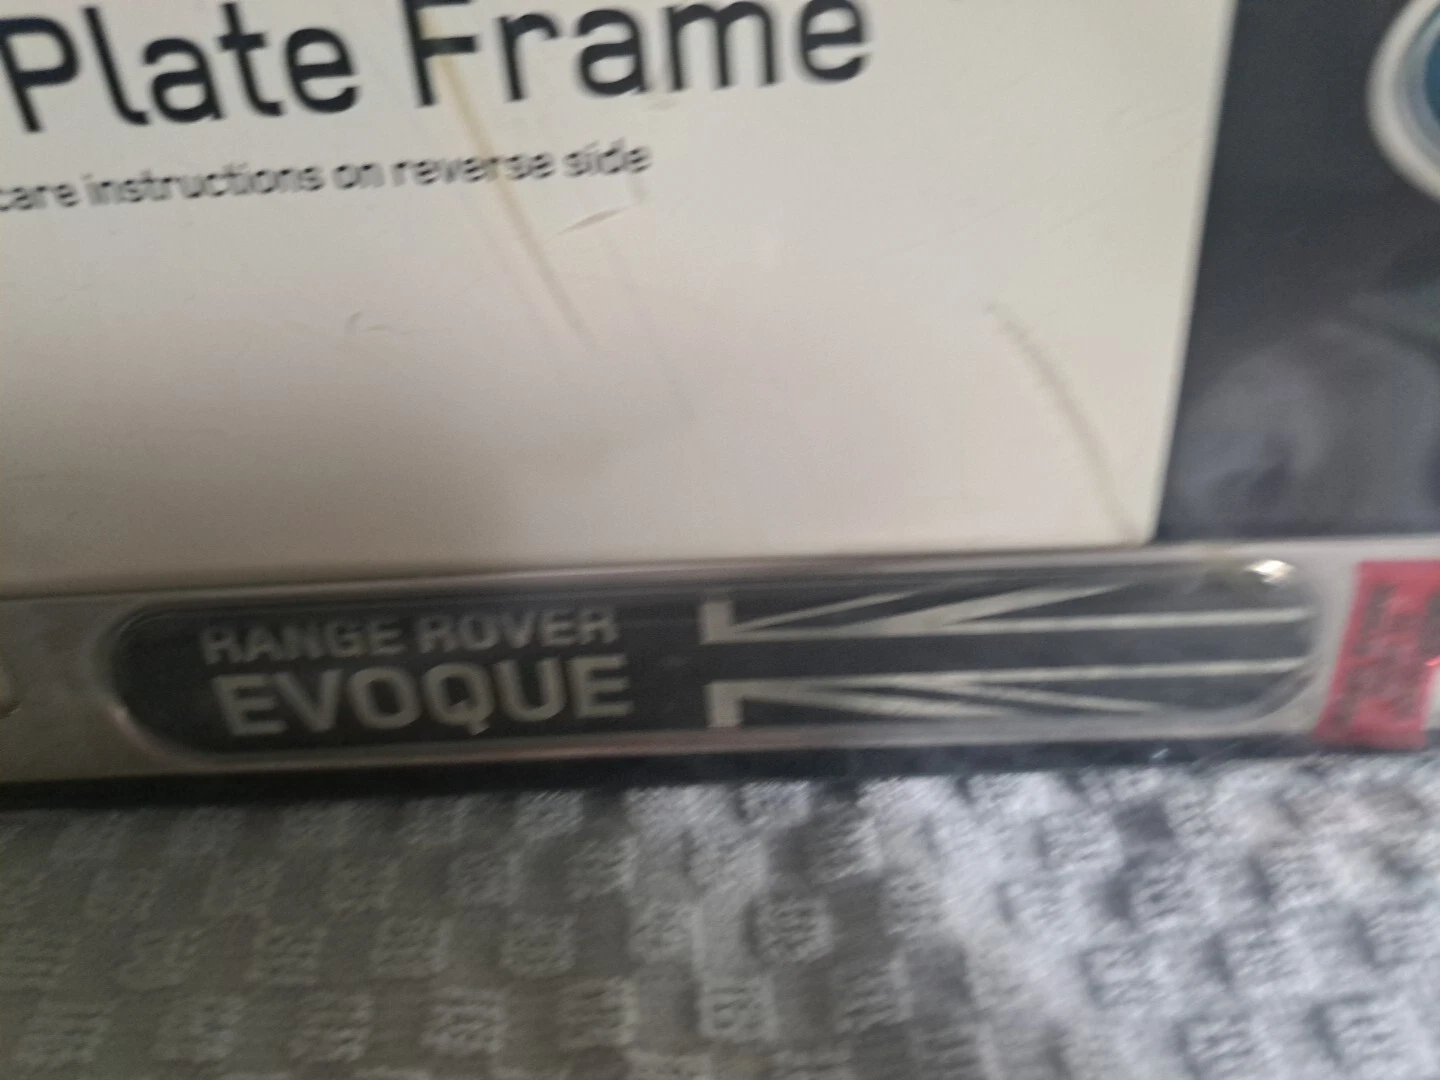 Plate Frame
care instructions on reverse side
RANGE ROVER
EVOQUE